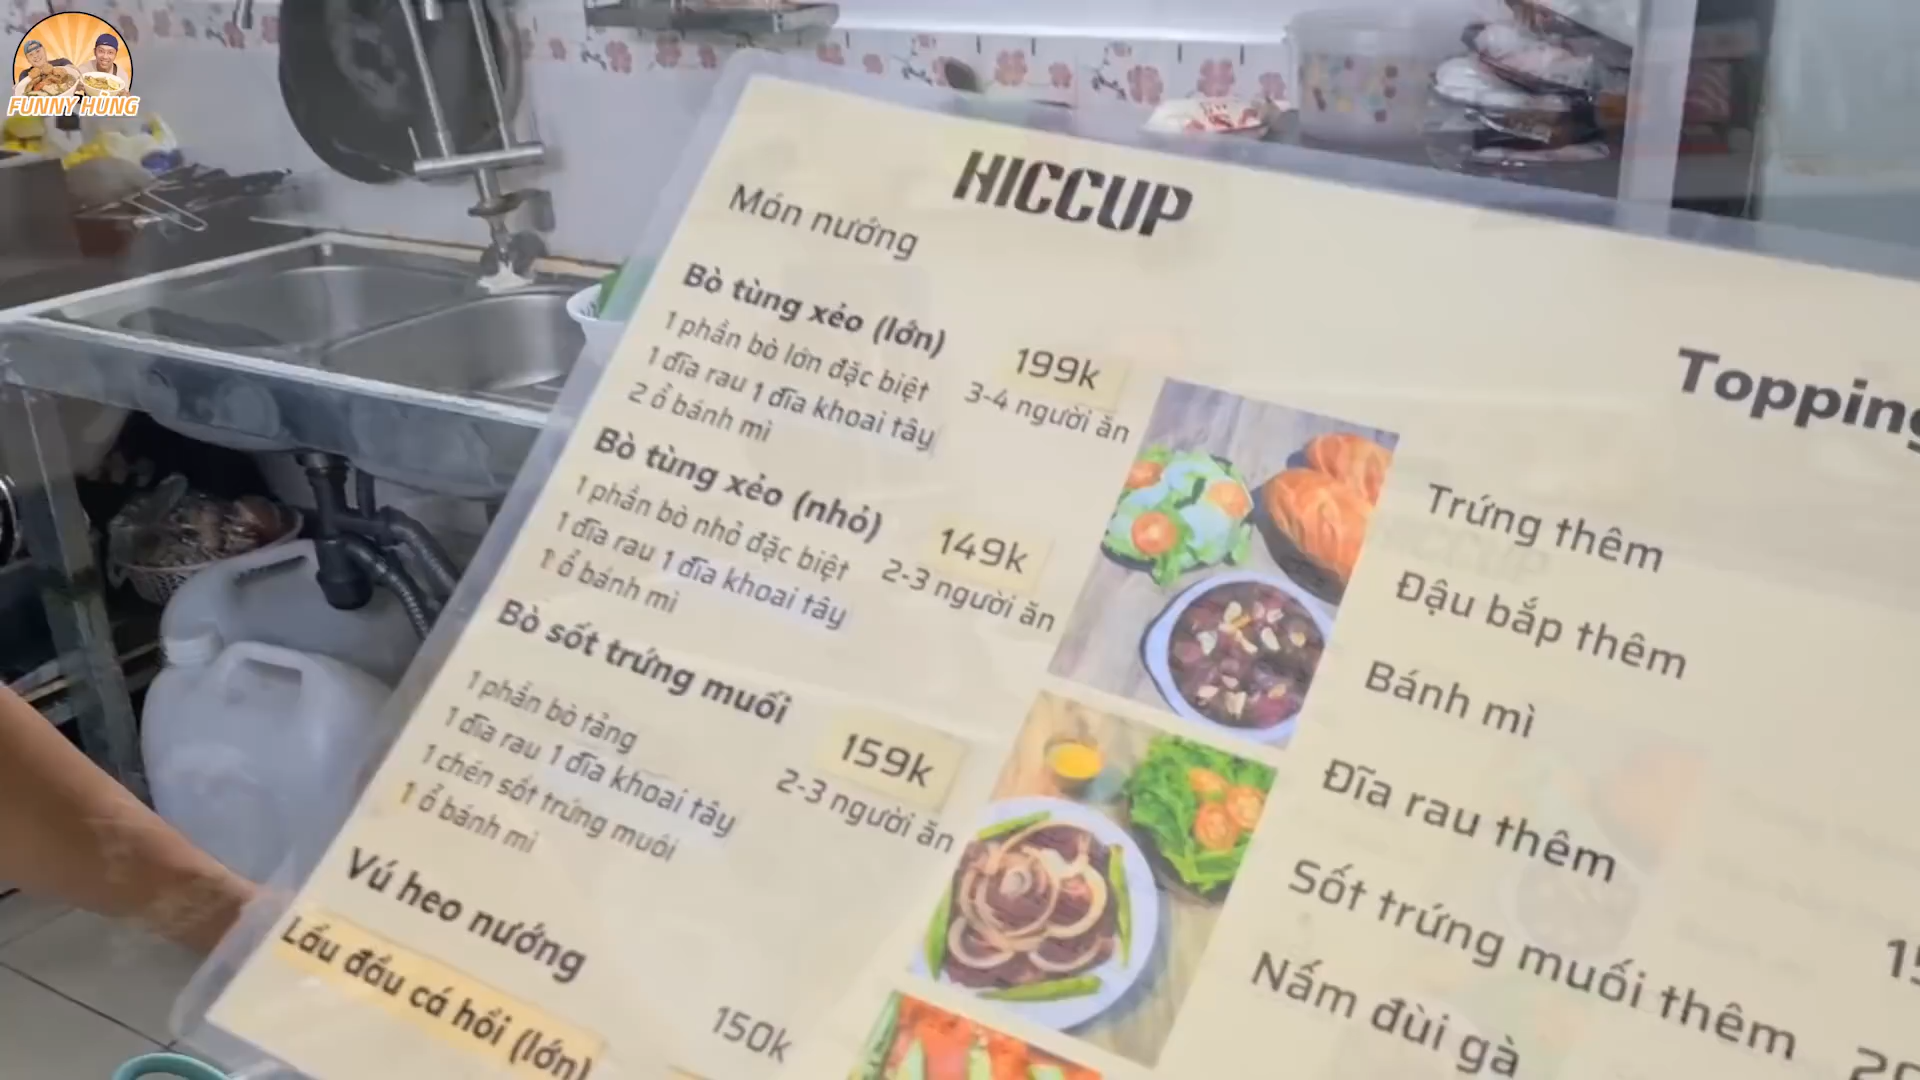 FUNNY HÙNG
HICCUP
Món nướng
Bò tùng xẻo (lớn)
199k
1 phần bò lớn đặc biệt
3-4 người ăn
1 đĩa rau 1 đĩa khoai tây
2 ổ bánh mì
Bò tùng xẻo (nhỏ)
149k
1 phần bò nhỏ đặc biệt
2-3 người ăn
1 đĩa rau 1 đĩa khoai tây
1 ổ bánh mì
Bò sốt trứng muối
159k
1 phần bò tảng
2-3 người ăn
1 đĩa rau 1 đĩa khoai tây
1 chén sốt trứng muối
1 ổ bánh mì
Vú heo nướng
150k
Lẩu đầu cá hồi (lớn)
Topping
Trứng thêm
Đậu bắp thêm
Bánh mì
Đĩa rau thêm
Sốt trứng muối thêm
Nấm đùi gà